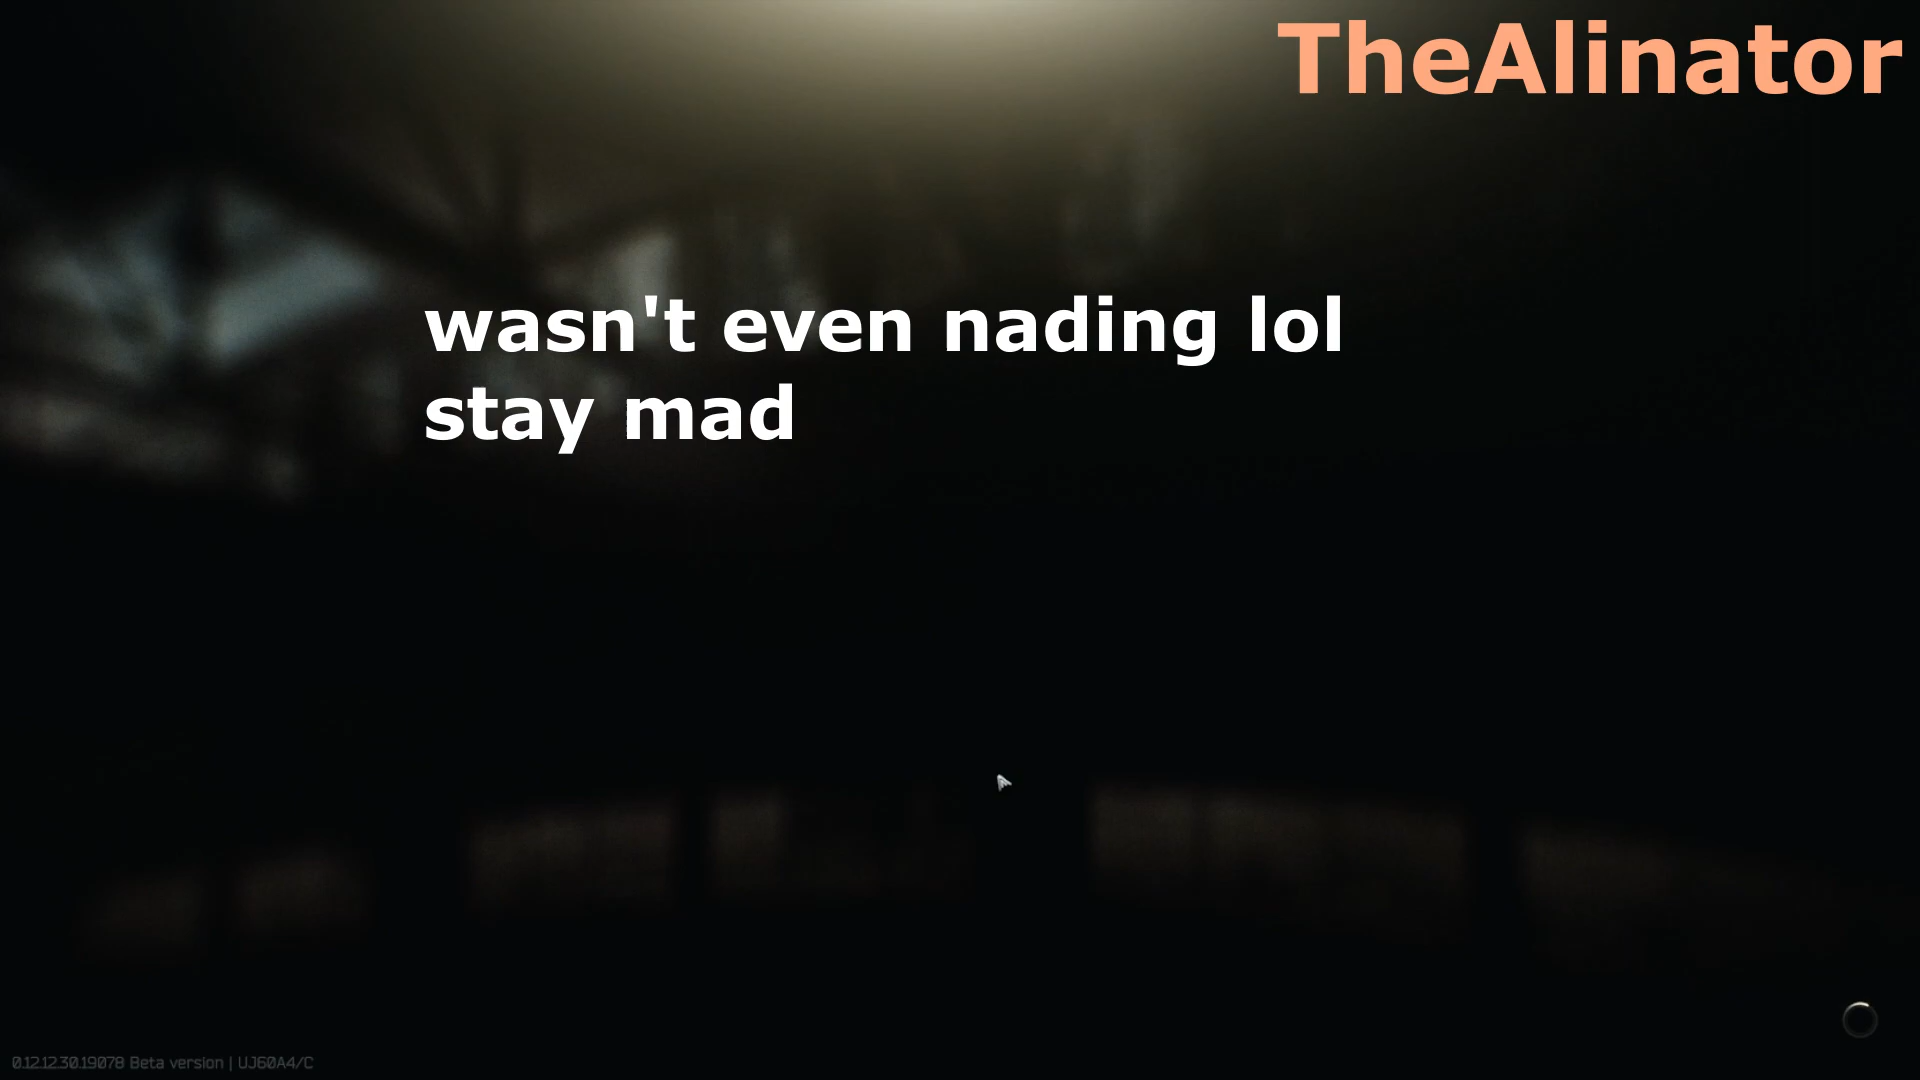 TheAlinator
wasn't even nading lol
stay mad
0.12.12.30.19078 Beta version | UJ60A4/C